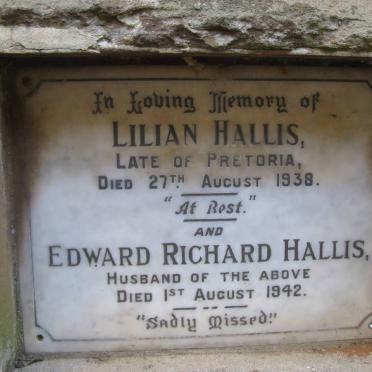 In Loving Memory of
LILIAN HALLIS,
LATE OF PRETORIA,
DIED 27TH AUGUST 1938.
"At Rest."
AND
EDWARD RICHARD HALLIS,
HUSBAND OF THE ABOVE
DIED 1ST AUGUST 1942.
"Sadly Missed."